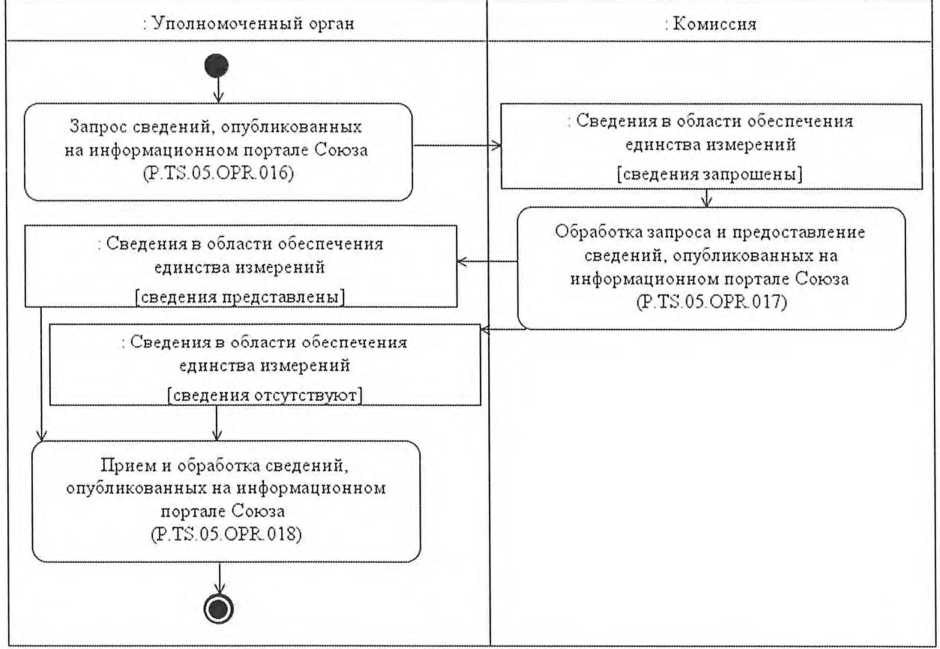 : Уполномоченный орган
: Комиссия
Запрос сведений, опубликованных
на информационном портале Союза
(P.TS.05.OPR.016)
: Сведения в области обеспечения
единства измерений
[сведения запрошены]
Обработка запроса и предоставление
сведений, опубликованных на
информационном портале Союза
(P.TS.05.OPR.017)
: Сведения в области обеспечения
единства измерений
[сведения представлены]
: Сведения в области обеспечения
единства измерений
[сведения отсутствуют]
Прием и обработка сведений,
опубликованных на информационном
портале Союза
(P.TS.05.OPR.018)